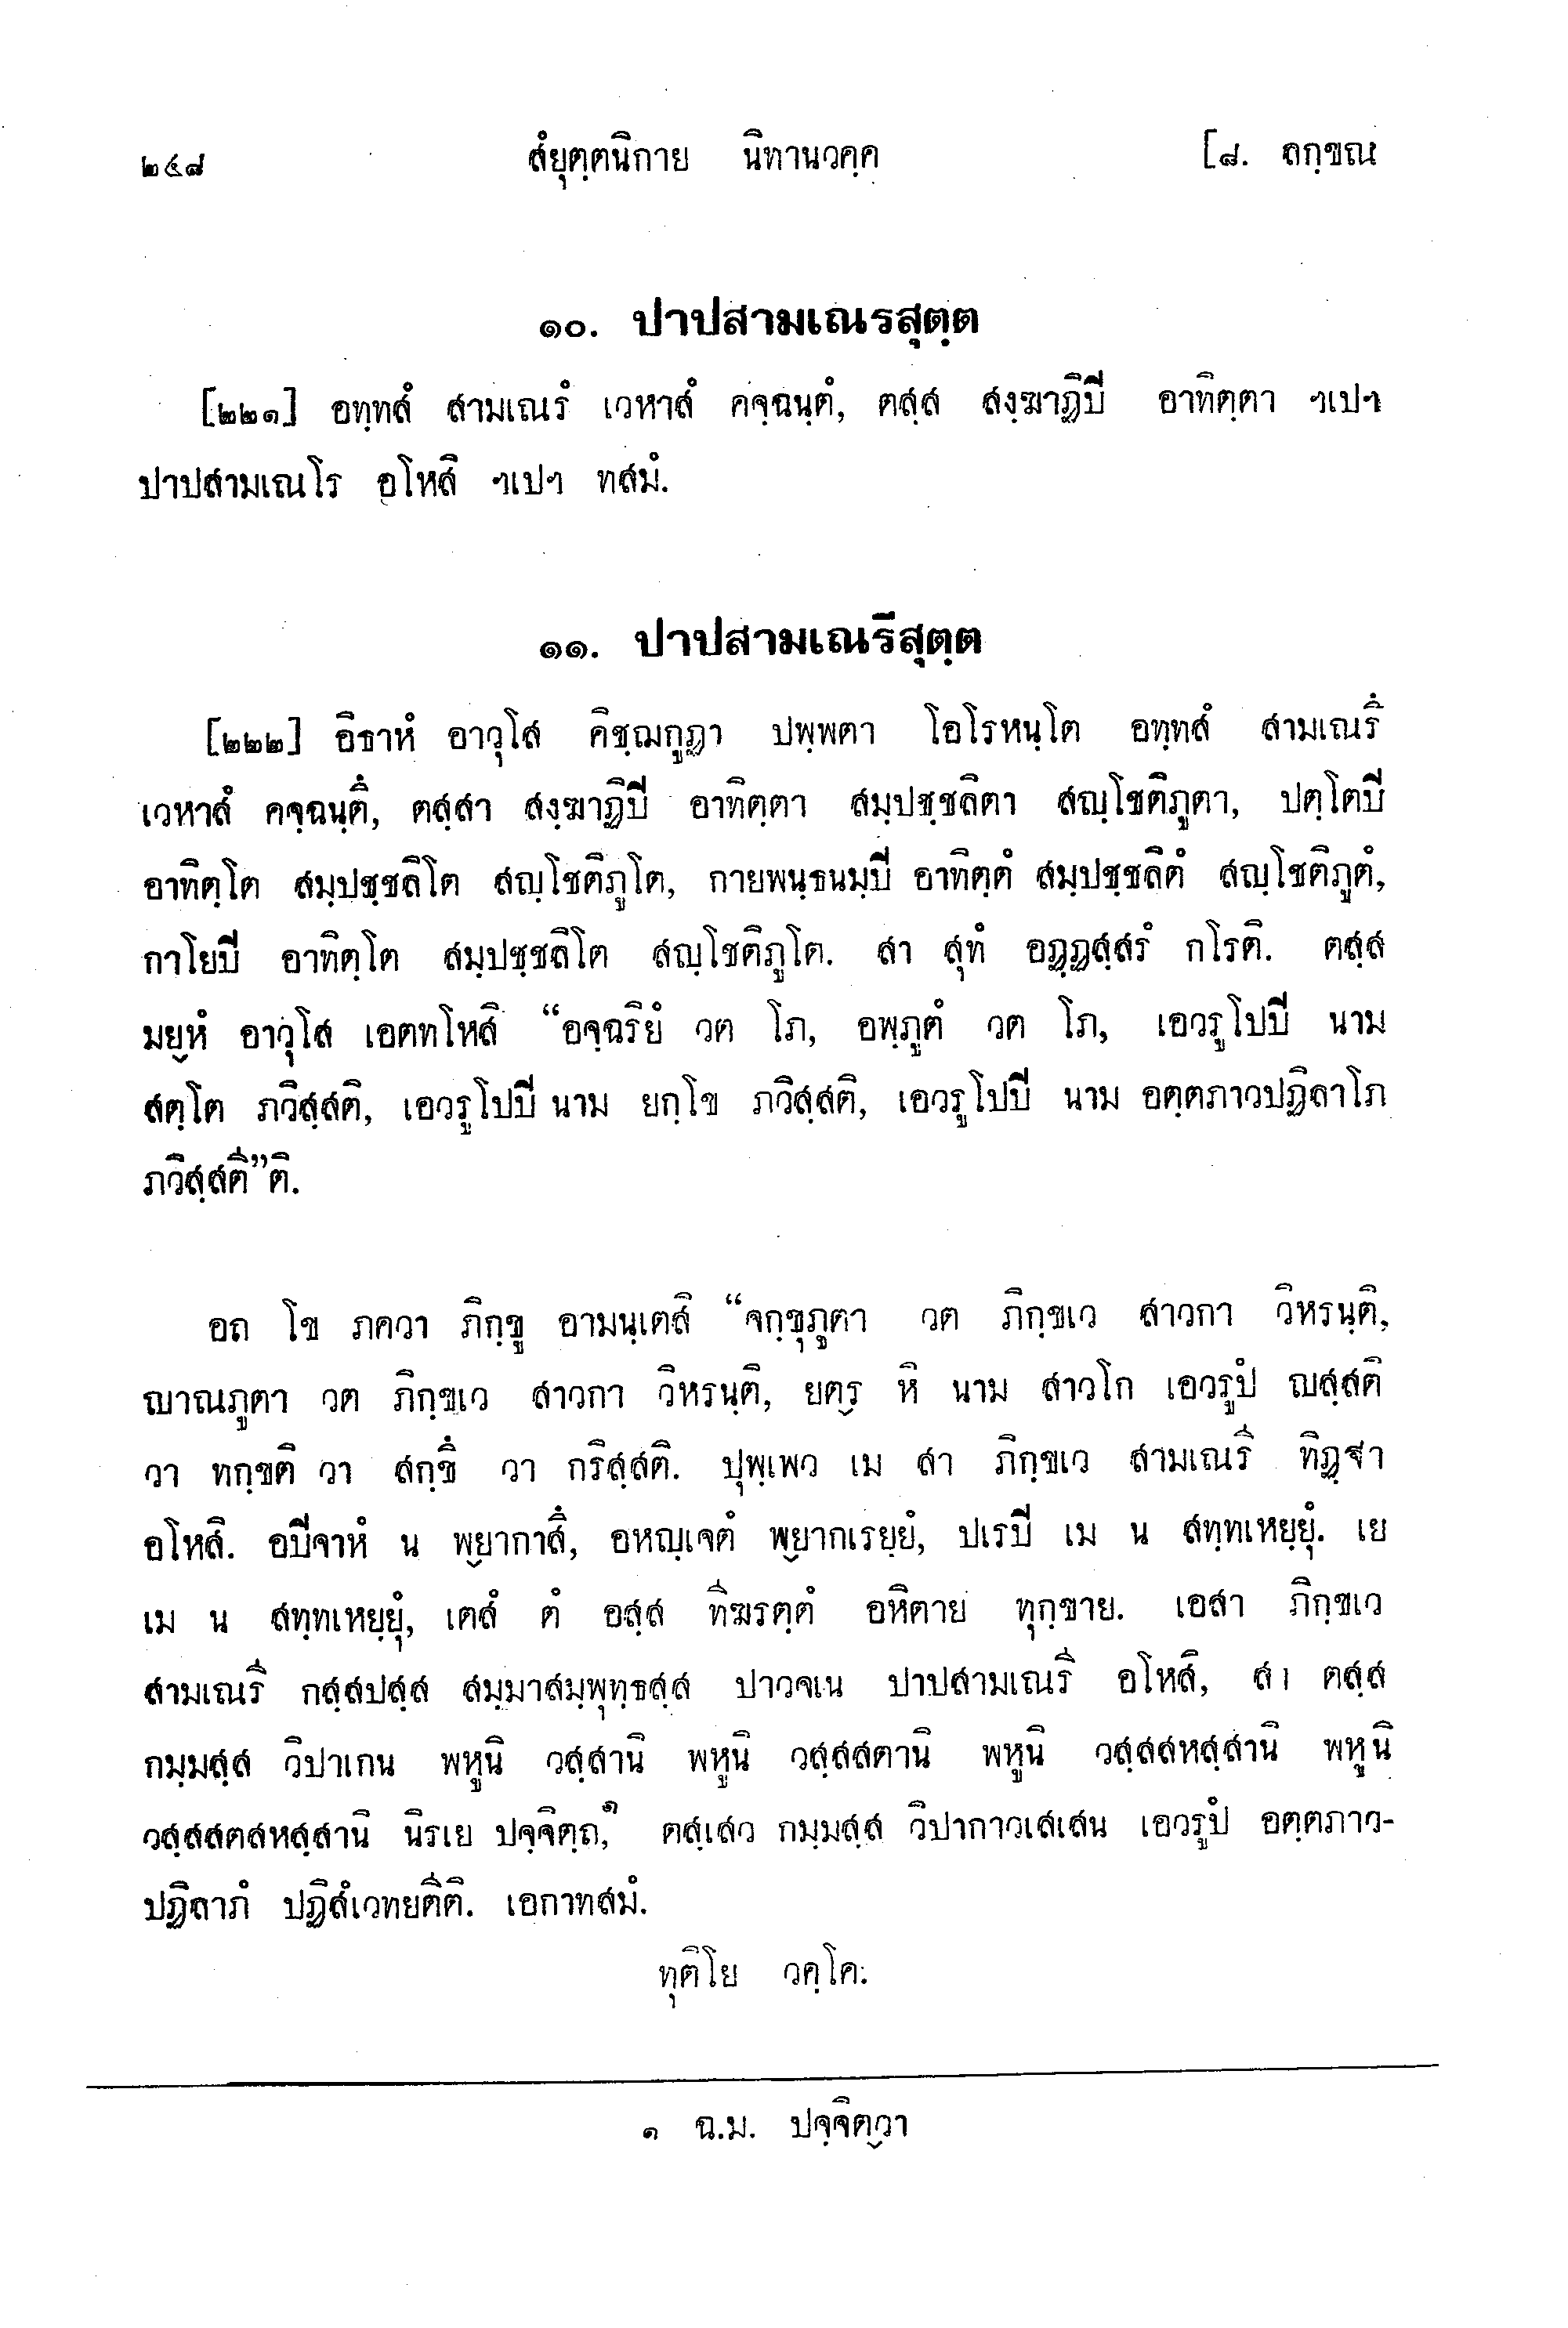 ๒๕๘ สํยุตฺตนิกาย นิทานวคฺค [๘. ลกฺขณ
๑๐. ปาปสามเณรสุตฺต
[๒๒๑] อทฺทสํ สามเณรํ เวหาสํ คจฺฉนฺตํ, ตสฺส สงฺฆาฏิปี อาทิตฺตา ฯเปฯ
ปาปสามเณโร อโหสิ ฯเปฯ ทสมํ.
๑๑. ปาปสามเณรีสุตฺต
[๒๒๒] อิธาหํ อาวุโส คิชฺฌกูฏา ปพฺพตา โอโรหนฺโต อทฺทสํ สามเณรึ
เวหาสํ คจฺฉนฺตึ, ตสฺสา สงฺฆาฏิปี อาทิตฺตา สมฺปชฺชลิตา สญฺโชติภูตา, ปตฺโตปี
อาทิตฺโต สมฺปชฺชลิโต สญฺโชติภูโต, กายพนฺธนมฺปี อาทิตฺตํ สมฺปชฺชลิตํ สญฺโชติภูตํ,
กาโยปี อาทิตฺโต สมฺปชฺชลิโต สญฺโชติภูโต. สา สุทํ อฏฺฏสฺสรํ กโรติ. ตสฺส
มยฺหํ อาวุโส เอตทโหสิ “อจฺฉริยํ วต โภ, อพฺภูตํ วต โภ, เอวรูโปปี นาม
สตฺโต ภวิสฺสติ, เอวรูโปปี นาม ยกฺโข ภวิสฺสติ, เอวรูโปปี นาม อตฺตภาวปฏิลาโภ
ภวิสฺสตี”ติ.
อถ โข ภควา ภิกฺขู อามนฺเตสิ “จกฺขุภูตา วต ภิกฺขเว สาวกา วิหรนฺติ,
ญาณภูตา วต ภิกฺขเว สาวกา วิหรนฺติ, ยตฺร หิ นาม สาวโก เอวรูปํ ญสฺสติ
วา ทกฺขติ วา สกฺขึ วา กริสฺสติ. ปุพฺเพว เม สา ภิกฺขเว สามเณรี ทิฏฺฐา
อโหสิ. อปีจาหํ น พฺยากาสึ, อหญฺเจตํ พฺยากเรยฺยํ, ปเรปี เม น สทฺทเหยฺยุํ. เย
เม น สทฺทเหยฺยุํ, เตสํ ตํ อสฺส ทีฆรตฺตํ อหิตาย ทุกฺขาย. เอสา ภิกฺขเว
สามเณรี กสฺสปสฺส สมฺมาสมฺพุทฺธสฺส ปาวจเน ปาปสามเณรี อโหสิ, สา ตสฺส
กมฺมสฺส วิปาเกน พหูนิ วสฺสานิ พหูนิ วสฺสสตานิ พหูนิ วสฺสสหสฺสานิ พหูนิ
วสฺสสตสหสฺสานิ นิรเย ปจฺจิตฺถ,๑ ตสฺเสว กมฺมสฺส วิปากาวเสเสน เอวรูปํ อตฺตภาว-
ปฏิลาภํ ปฏิสํเวทยตีติ. เอกาทสมํ.
ทุติโย วคฺโค.
๑ ฉ.ม. ปจฺจิตฺวา